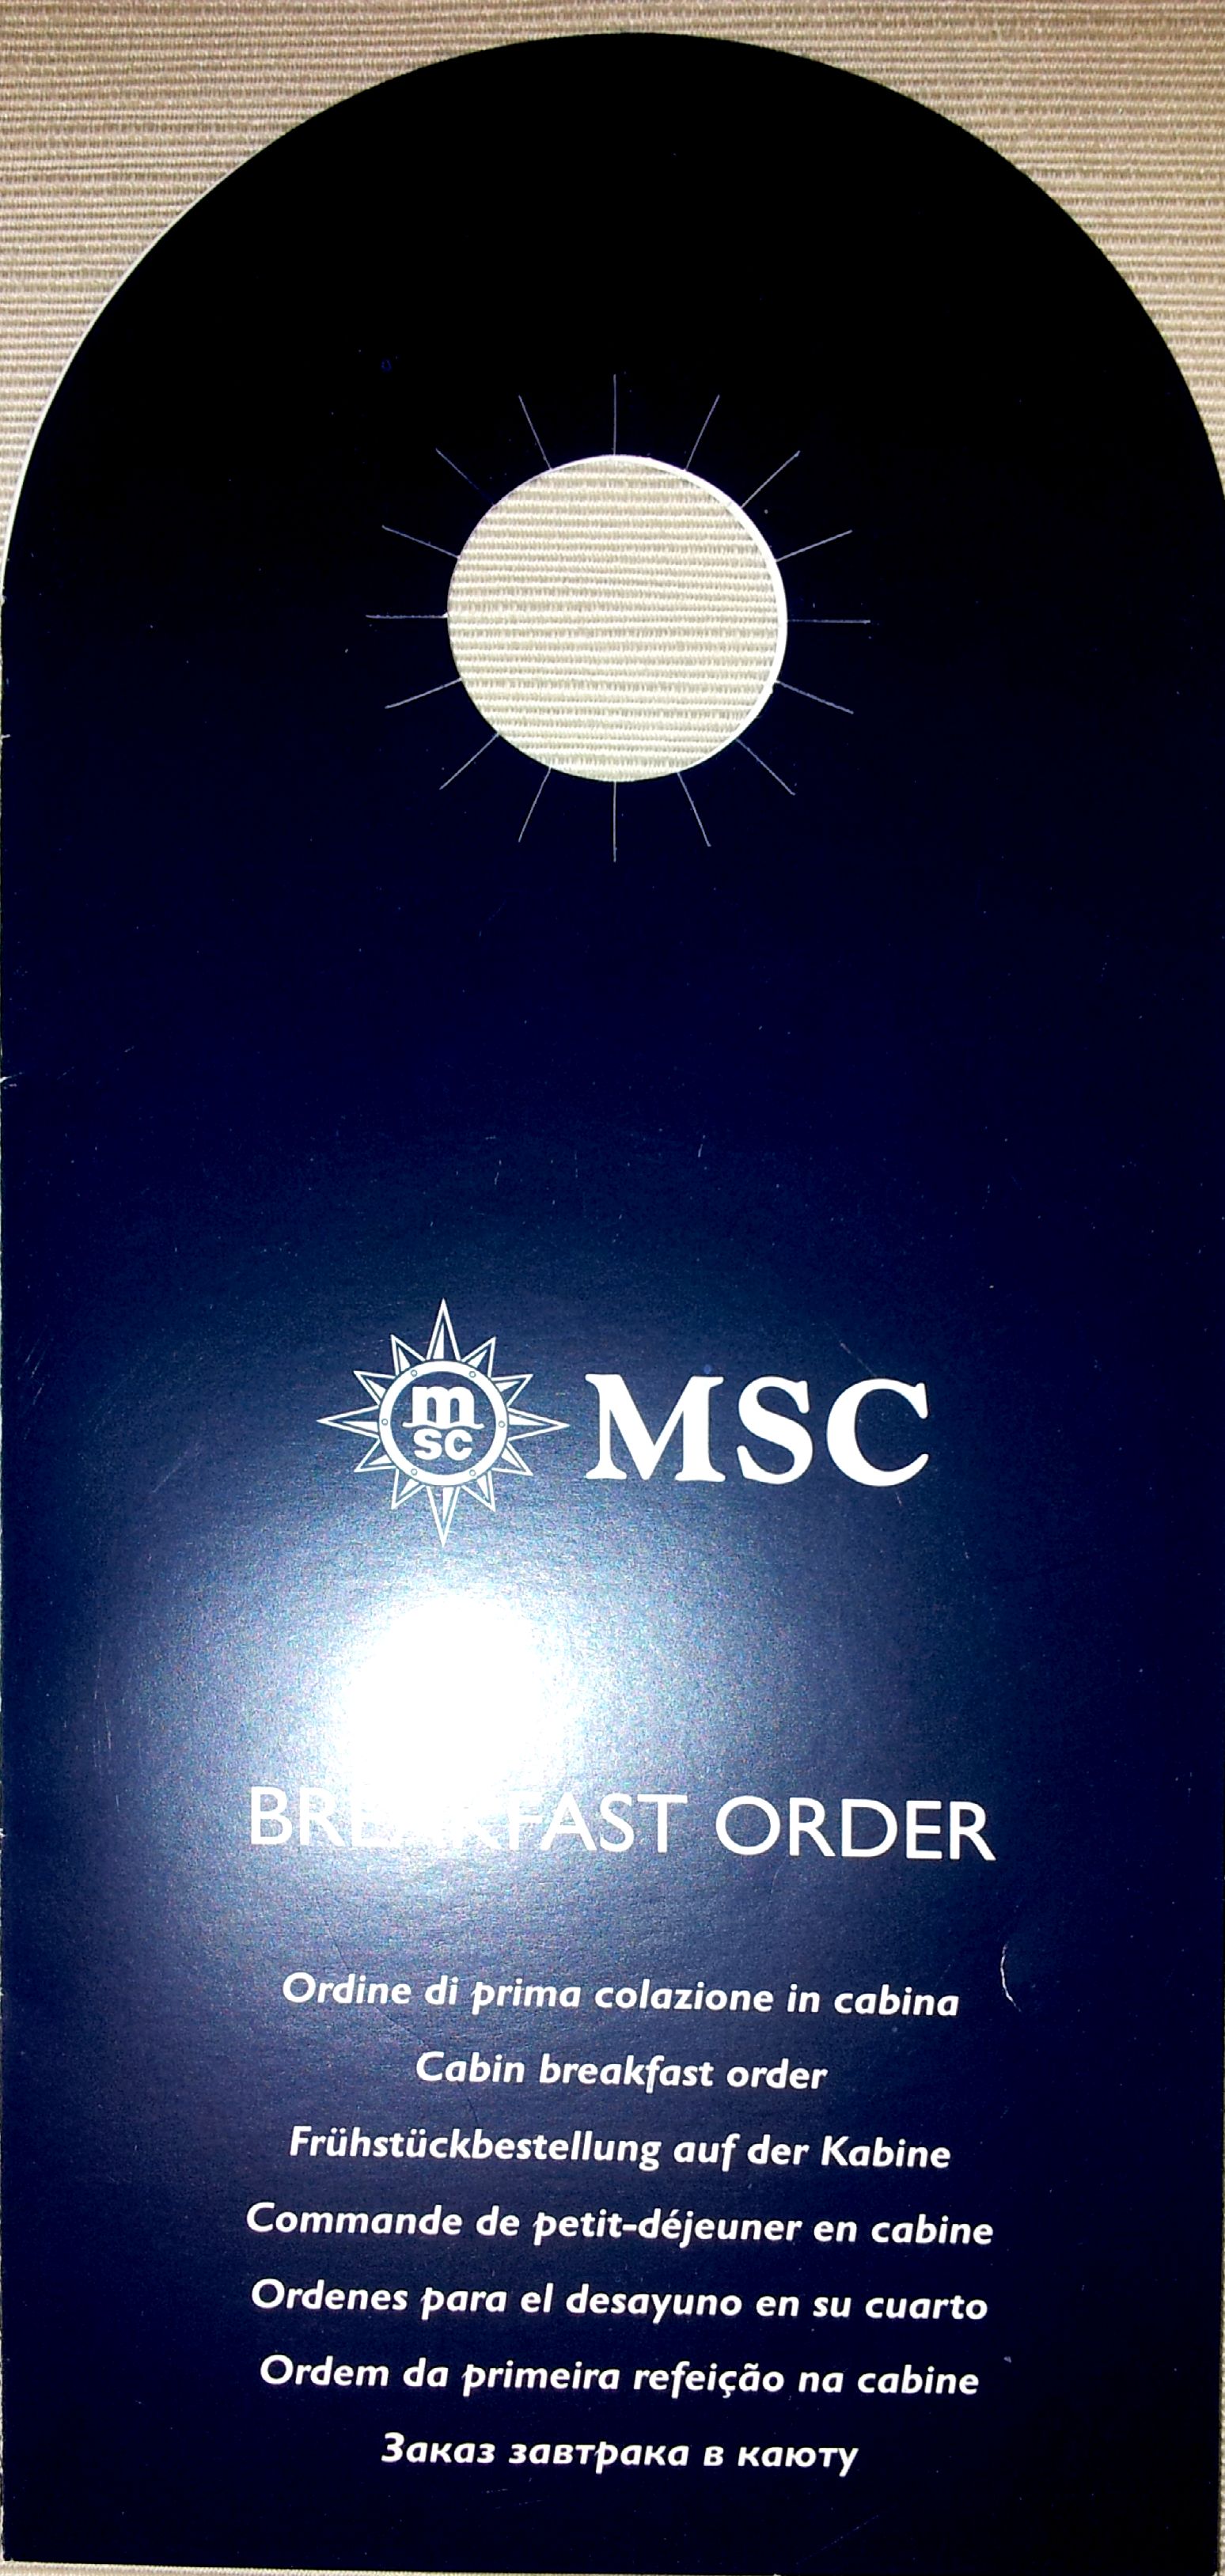 m
sc
MSC
BREAKFAST ORDER
Ordine di prima colazione in cabina
Cabin breakfast order
Frühstückbestellung auf der Kabine
Commande de petit-déjeuner en cabine
Ordenes para el desayuno en su cuarto
Ordem da primeira refeição na cabine
Заказ завтрака в каюту